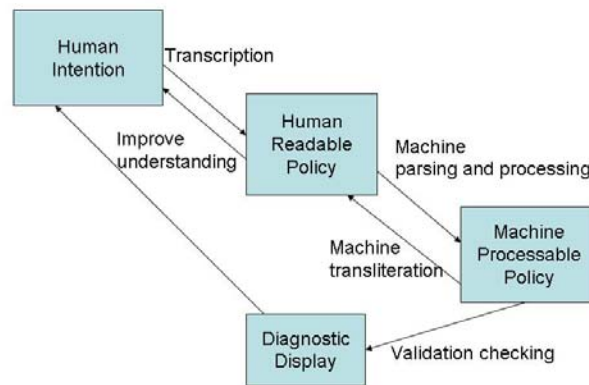 Human
Intention
Transcription
Improve
understanding
Human
Readable
Policy
Machine
parsing and processing
Machine
transliteration
Machine
Processable
Policy
Diagnostic
Display
Validation checking